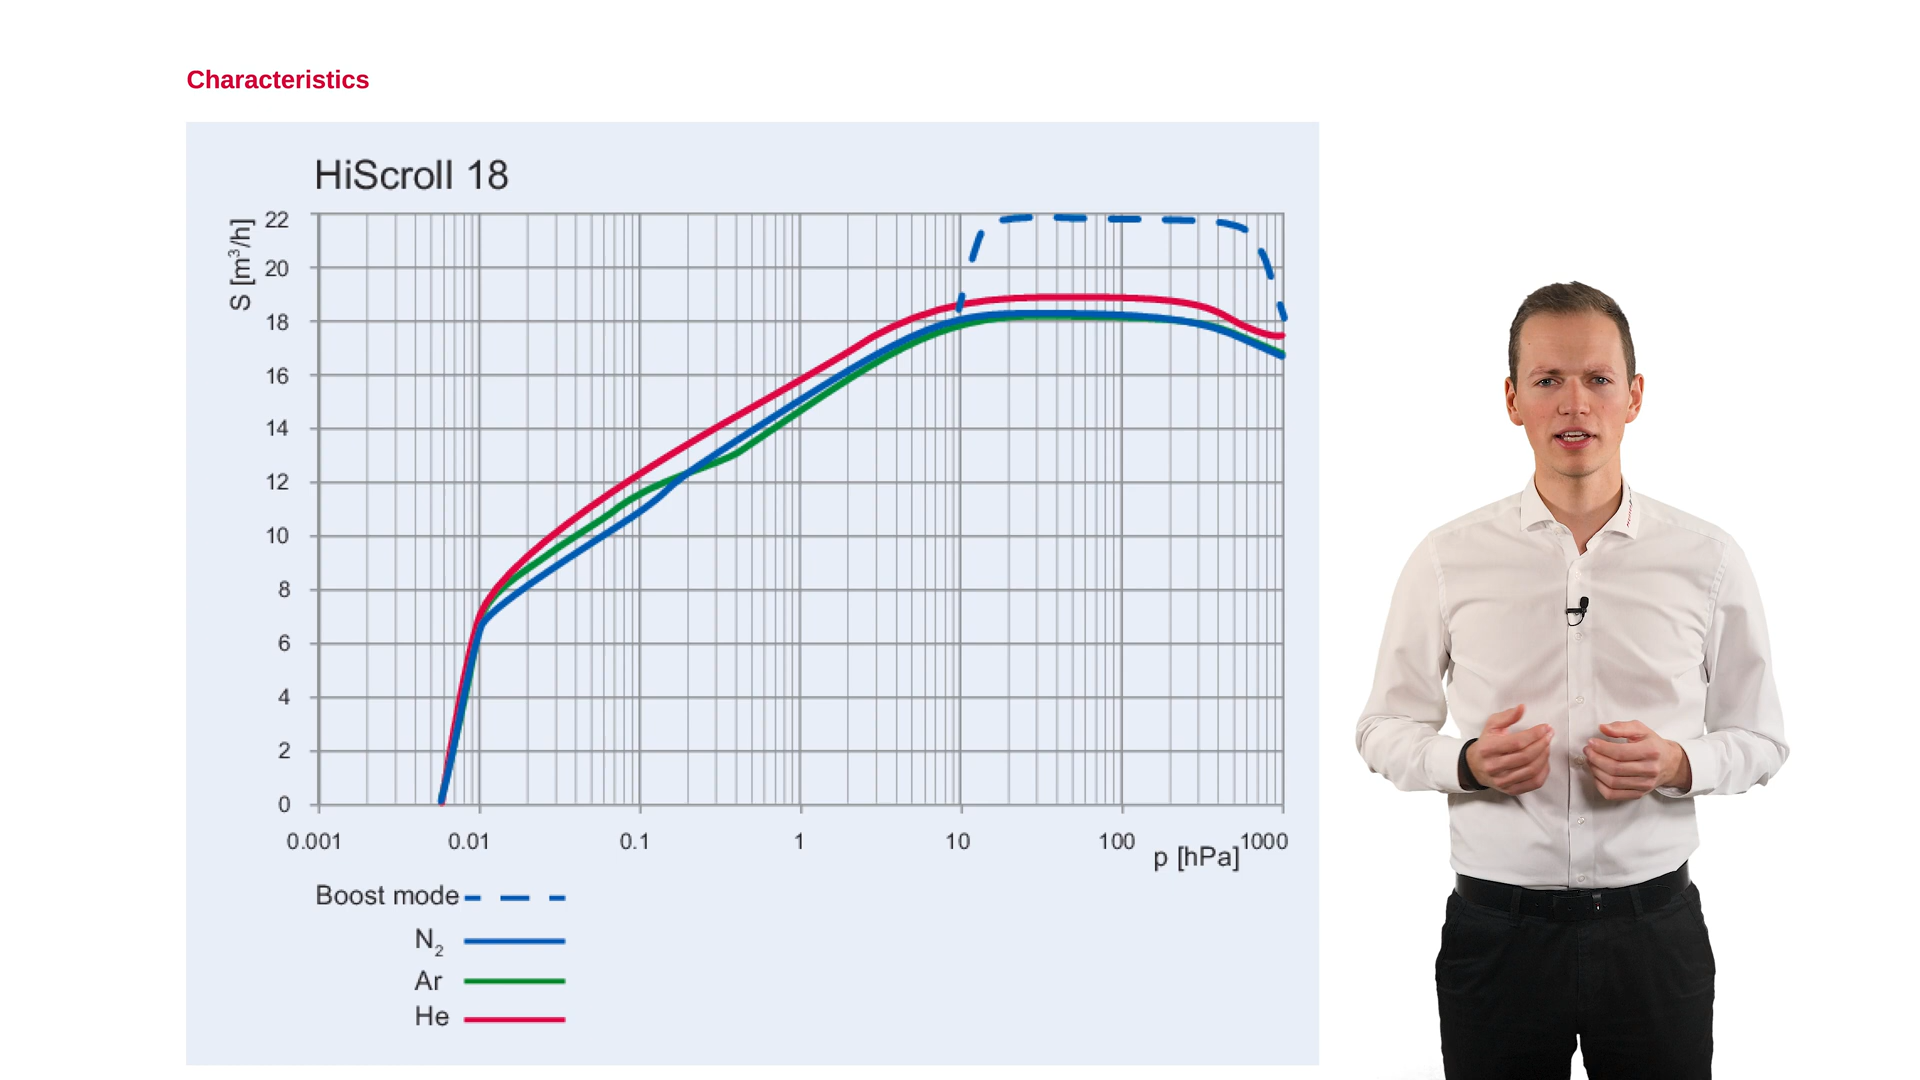 Characteristics
HiScroll 18
S [m³/h]
22
20
18
16
14
12
10
8
6
4
2
0
0.001 0.01 0.1 1 10 100 1000
p [hPa]
Boost mode
N₂
Ar
He